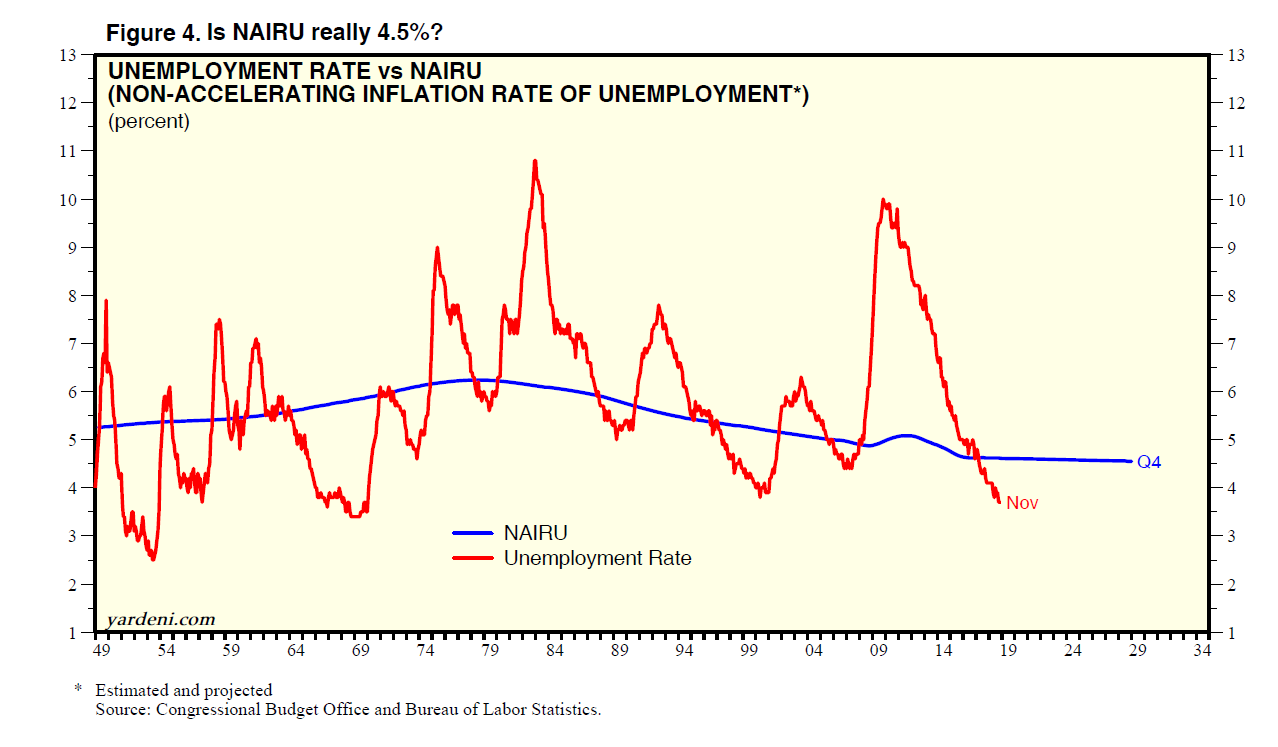 Figure 4. Is NAIRU really 4.5%?
UNEMPLOYMENT RATE vs NAIRU
(NON-ACCELERATING INFLATION RATE OF UNEMPLOYMENT*)
(percent)
13 13
12 12
11 11
10 10
9 9
8 8
7 7
6 6
5 5
Q4
4 4
Nov
NAIRU
3 3
Unemployment Rate
2 2
yardeni.com
1 1
49 54 59 64 69 74 79 84 89 94 99 04 09 14 19 24 29 34
* Estimated and projected
Source: Congressional Budget Office and Bureau of Labor Statistics.